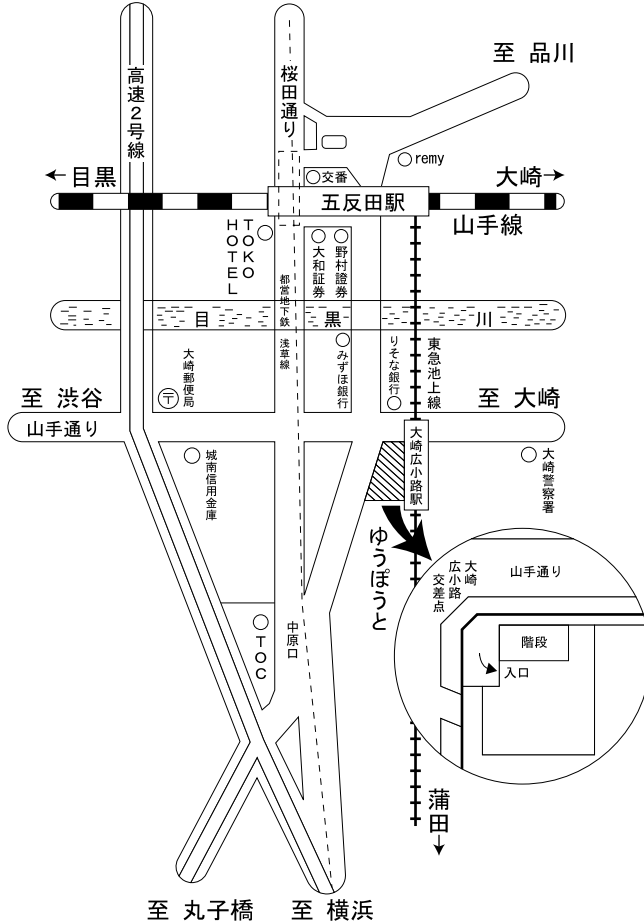 至 品川
高速2号線
桜田通り
remy
交番
目黒
大崎
五反田駅
山手線
TOKO
HOTEL
大和証券
野村證券
都営地下鉄 浅草線
目黒川
大崎郵便局
みずほ銀行
りそな銀行
東急池上線
至 渋谷
至 大崎
山手通り
大崎広小路駅
城南信用金庫
大崎警察署
ゆうぽうと
大崎
広小路
交差点
山手通り
階段
入口
TOC
中原口
蒲田
至 丸子橋
至 横浜